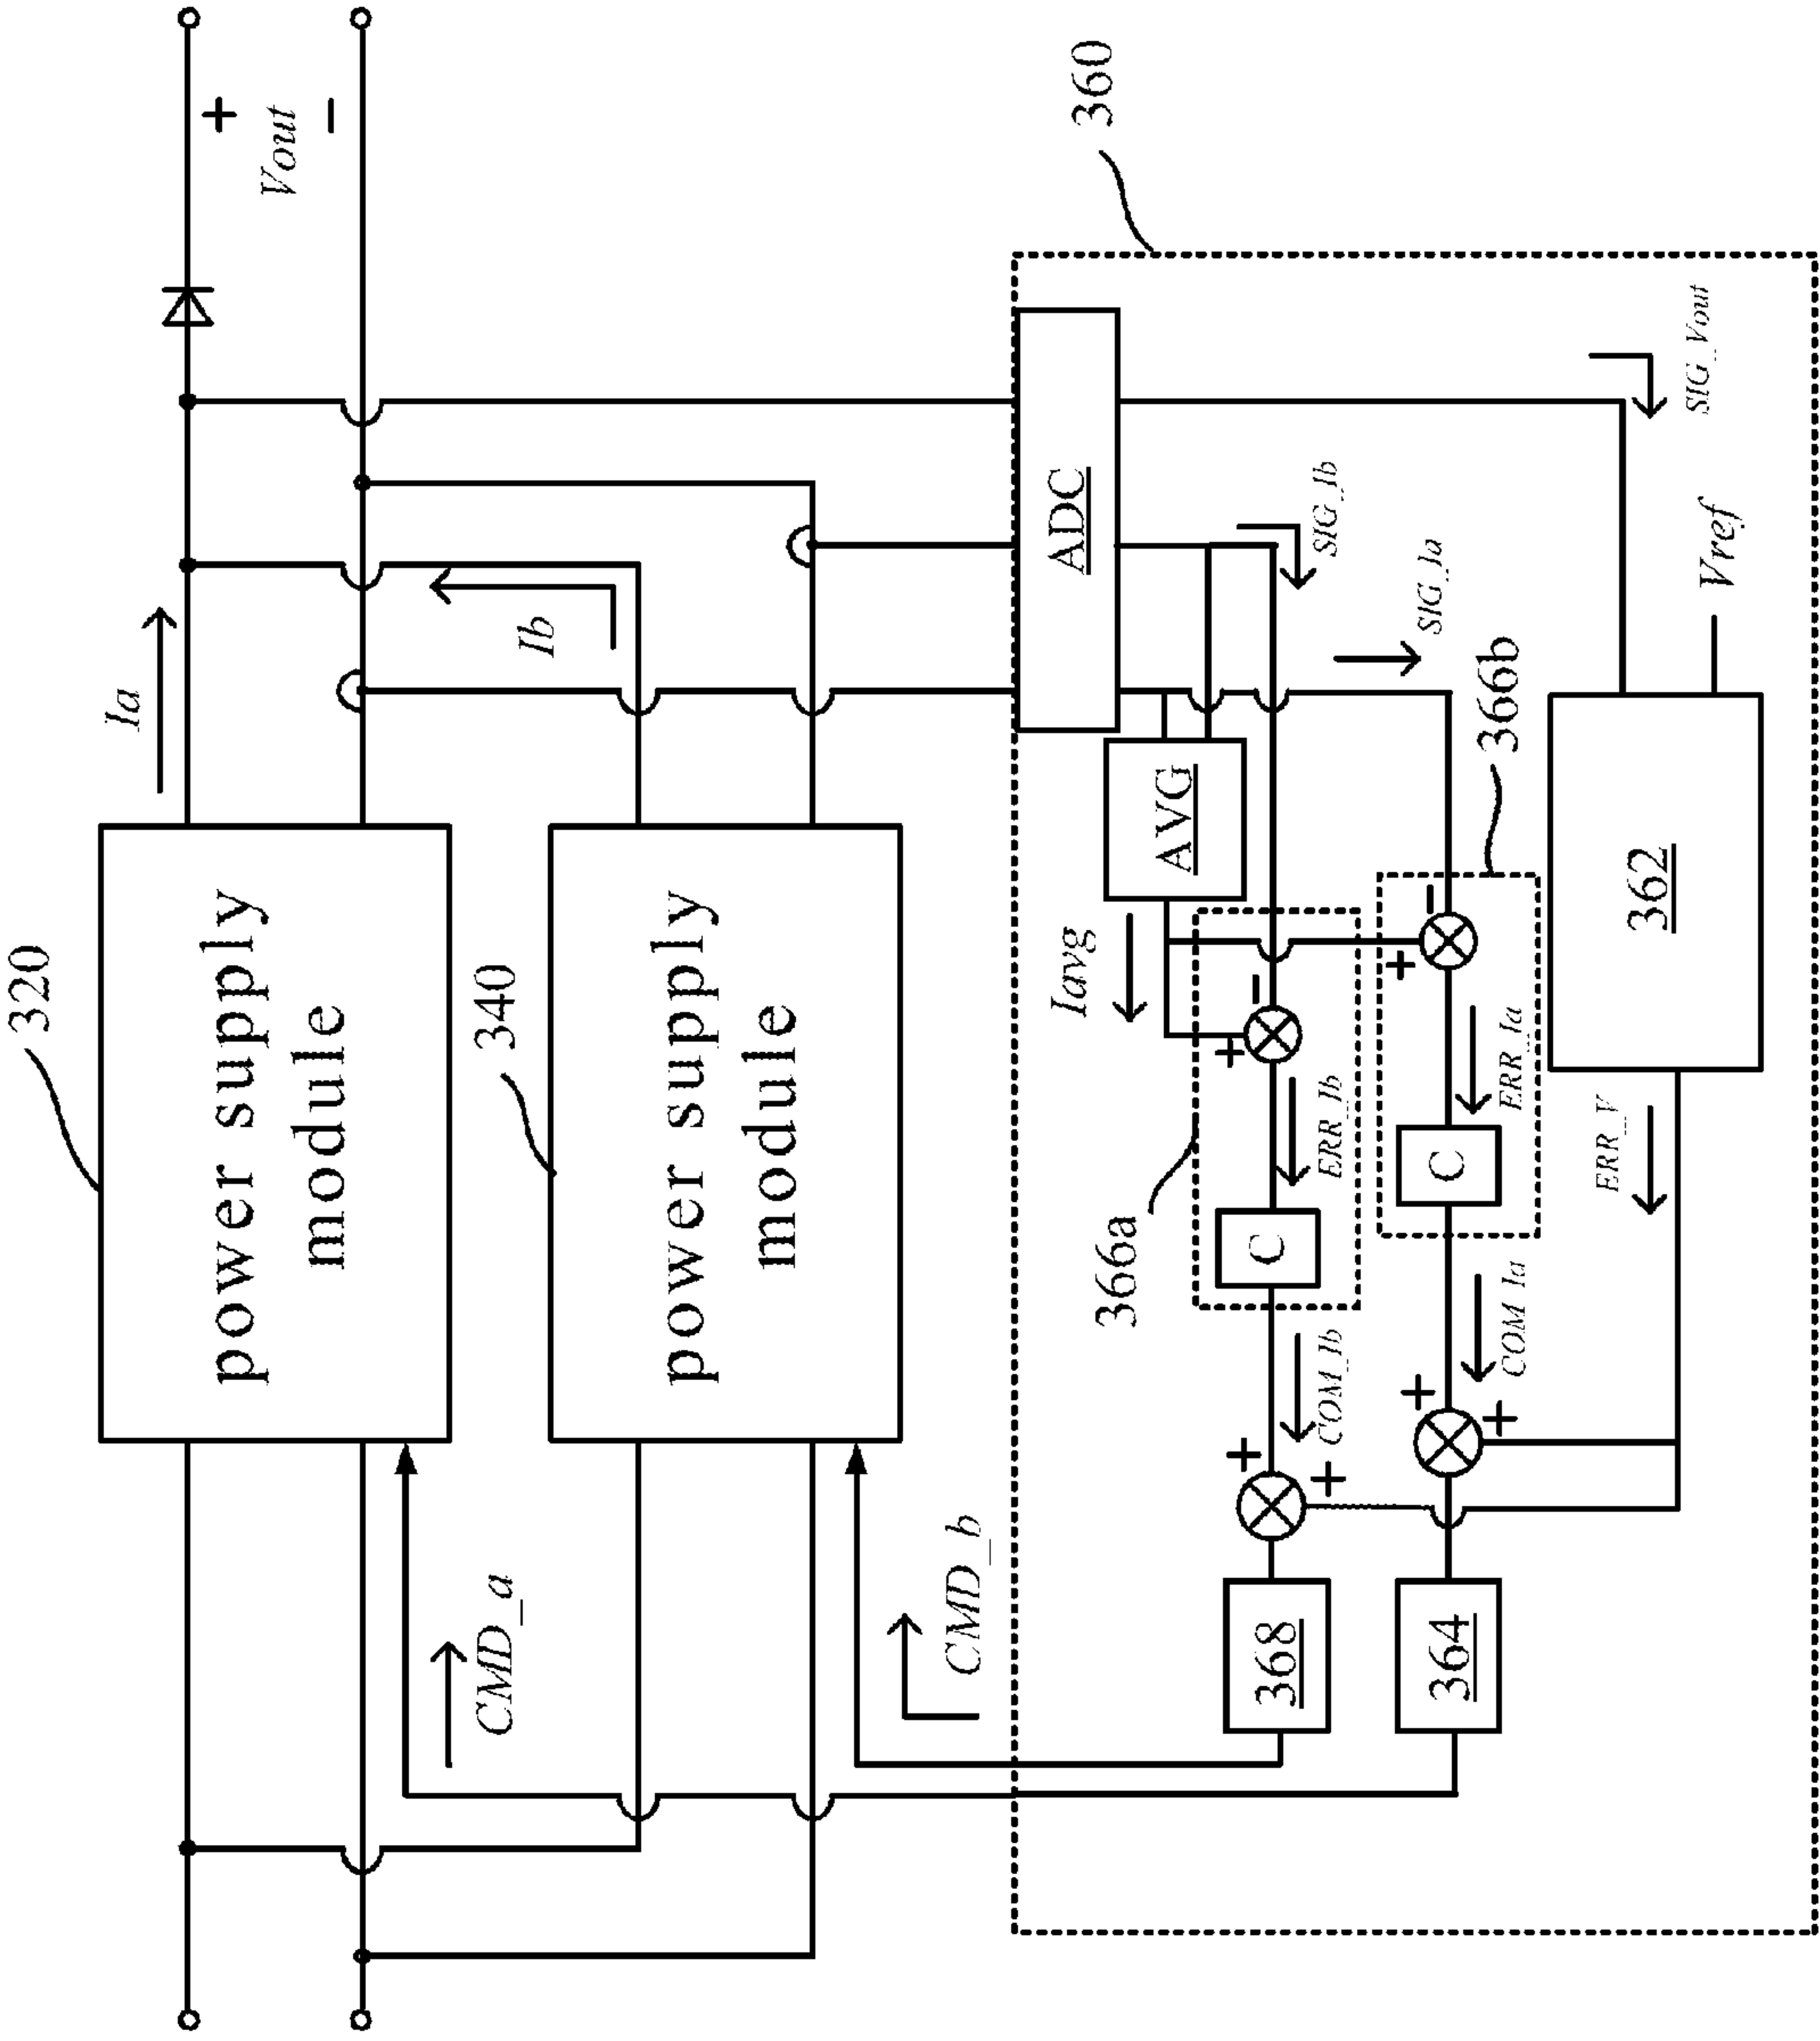 320
power supply
module
Ia
+
Vout
−
340
power supply
module
Ib
CMD_a
CMD_b
360
ADC
AVG
Iavg
SIG_Ib
SIG_Ia
SIG_Vout
366a
+
−
ERR_Ib
C
COM_Ib
+
+
368
366b
+
−
ERR_Ia
C
COM_Ia
+
+
364
362
Vref
ERR_V